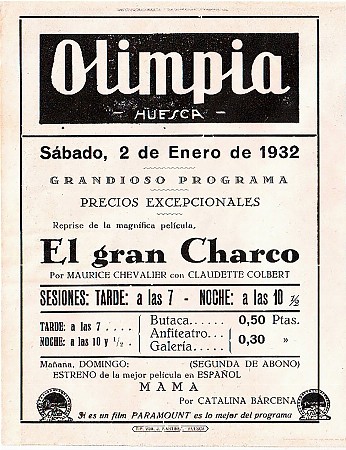 Olimpia
- HUESCA -
Sábado, 2 de Enero de 1932
GRANDIOSO PROGRAMA
PRECIOS EXCEPCIONALES
Reprise de la magnífica película,
El gran Charco
Por MAURICE CHEVALIER con CLAUDETTE COLBERT
SESIONES: TARDE: a las 7 - NOCHE: a las 10 ½
TARDE: a las 7 . . . .
NOCHE: a las 10 y ½ . .
Butaca...... 0,50 Ptas.
Anfiteatro...
Galería..... 0,30 »
Mañana, DOMINGO: (SEGUNDA DE ABONO)
ESTRENO de la mejor película en ESPAÑOL
MAMA
Por CATALINA BÁRCENA
Si es un film PARAMOUNT es lo mejor del programa